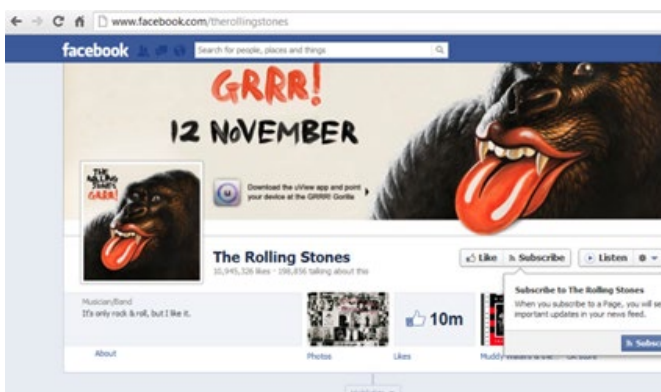 www.facebook.com/therollingstones
facebook
Search for people, places and things
GRRR!
12 NOVEMBER
THE
ROLLING
STONES
GRRR!
Download the uView app and point
your device at the GRRR! Gorilla
The Rolling Stones
10,945,326 likes · 198,856 talking about this
Like
Subscribe
Listen
Subscribe to The Rolling Stones
When you subscribe to a Page, you will se
important updates in your news feed.
Subsc
Musician/Band
It's only rock & roll, but I like it.
10m
About
Photos
Likes
Muddy Waters & the